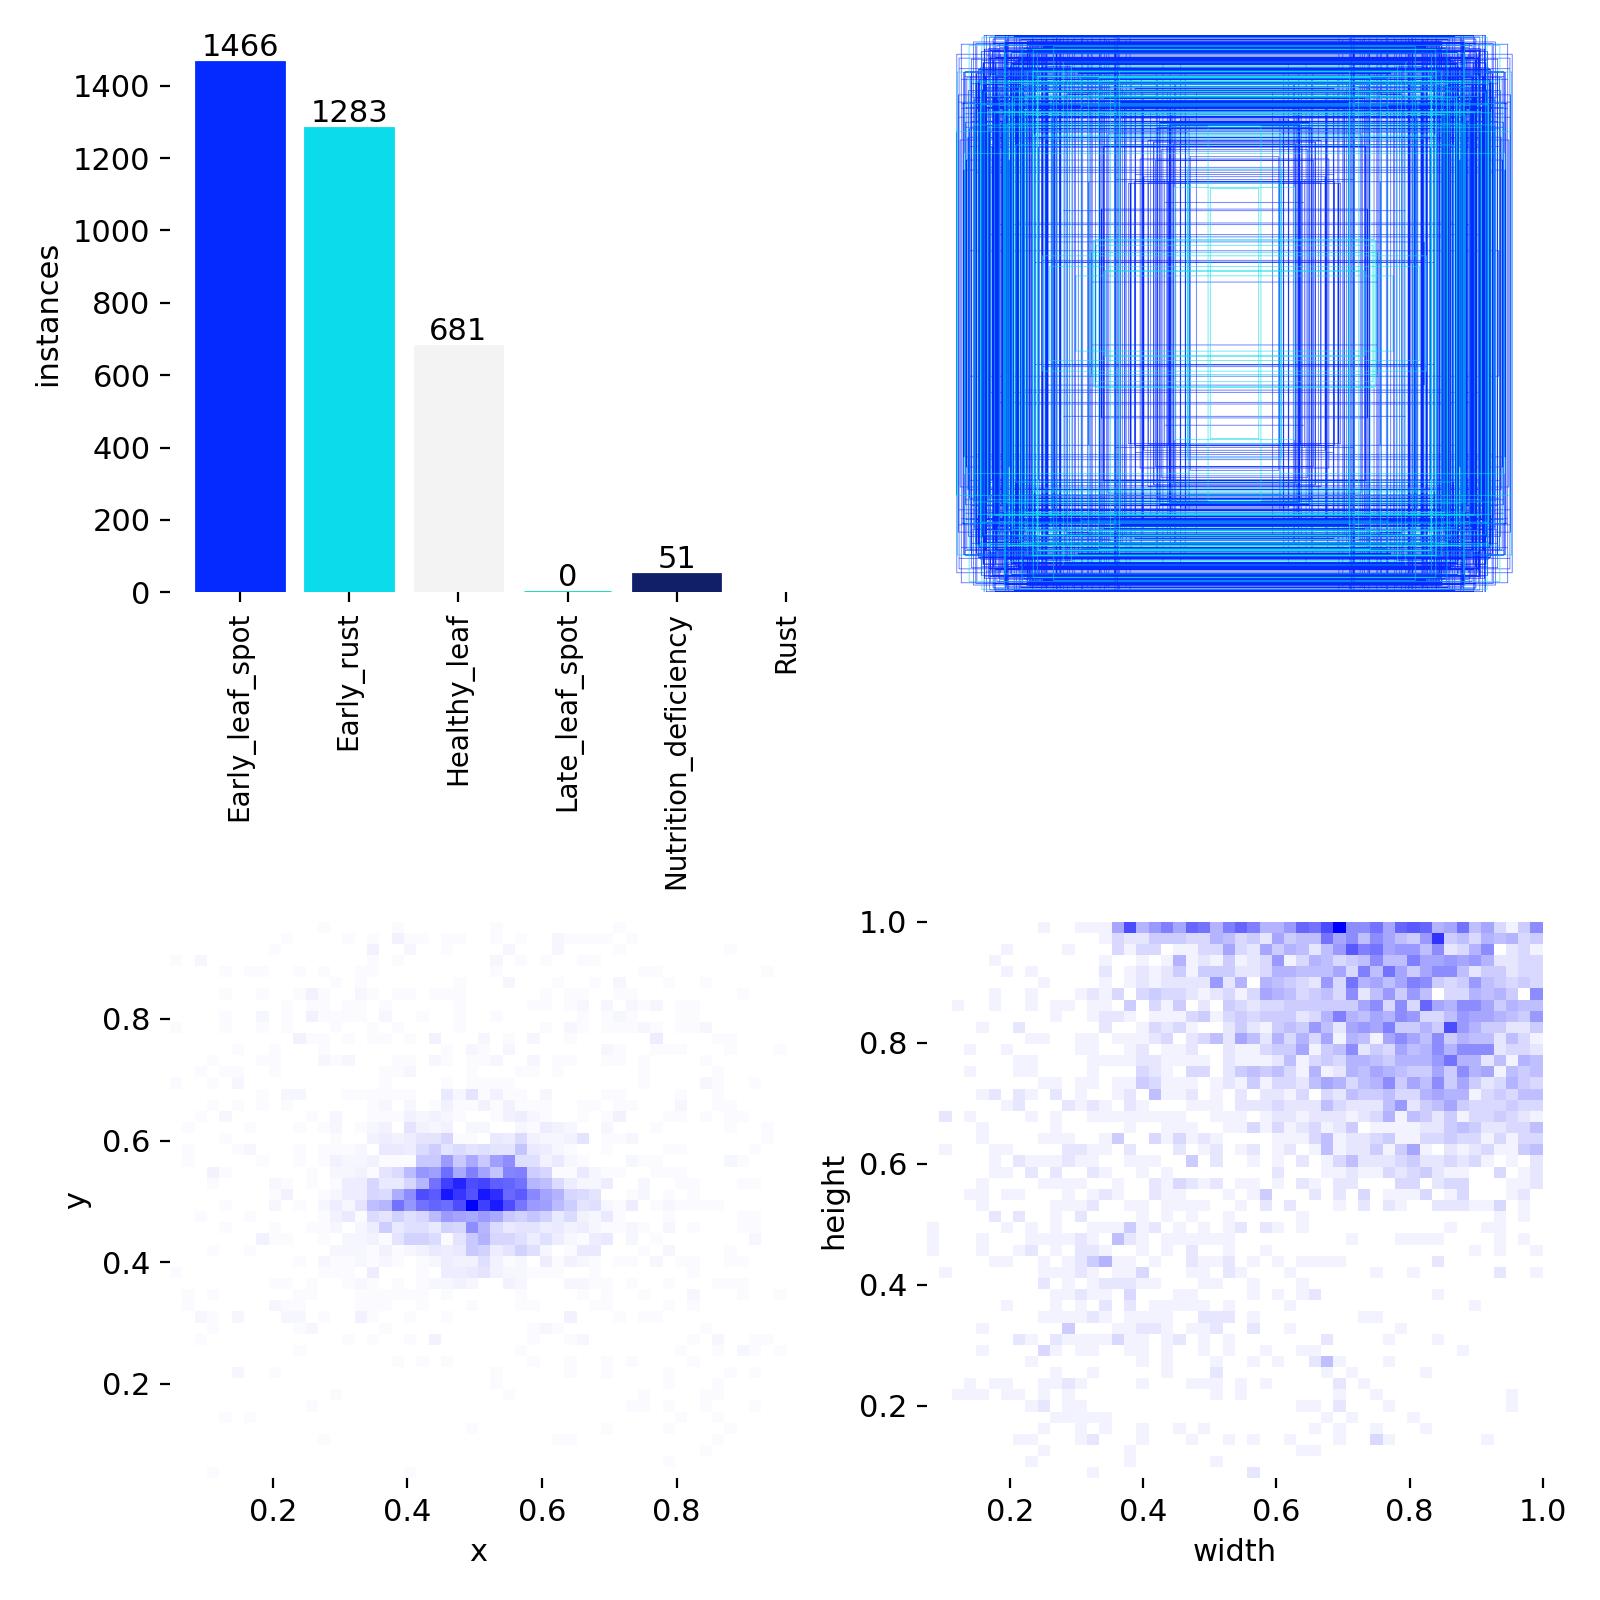 1466
1283
681
0
51
1400
1200
1000
800
600
400
200
0
instances
Early_leaf_spot
Early_rust
Healthy_leaf
Late_leaf_spot
Nutrition_deficiency
Rust
0.8
0.6
0.4
0.2
y
0.2 0.4 0.6 0.8
x
1.0
0.8
0.6
0.4
0.2
height
0.2 0.4 0.6 0.8 1.0
width